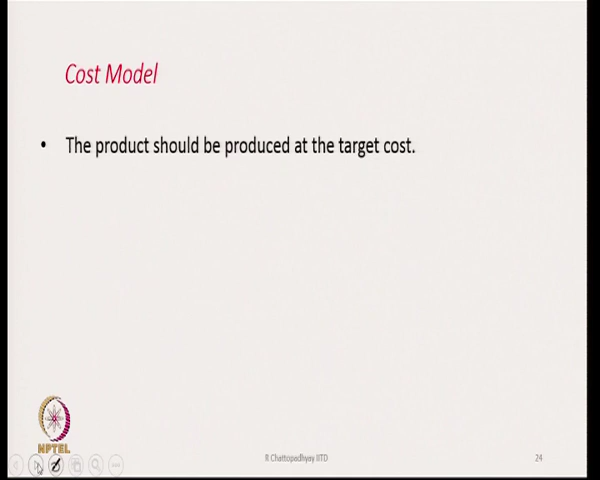 Cost Model
• The product should be produced at the target cost.
NPTEL
R Chattopadhyay IITD
24